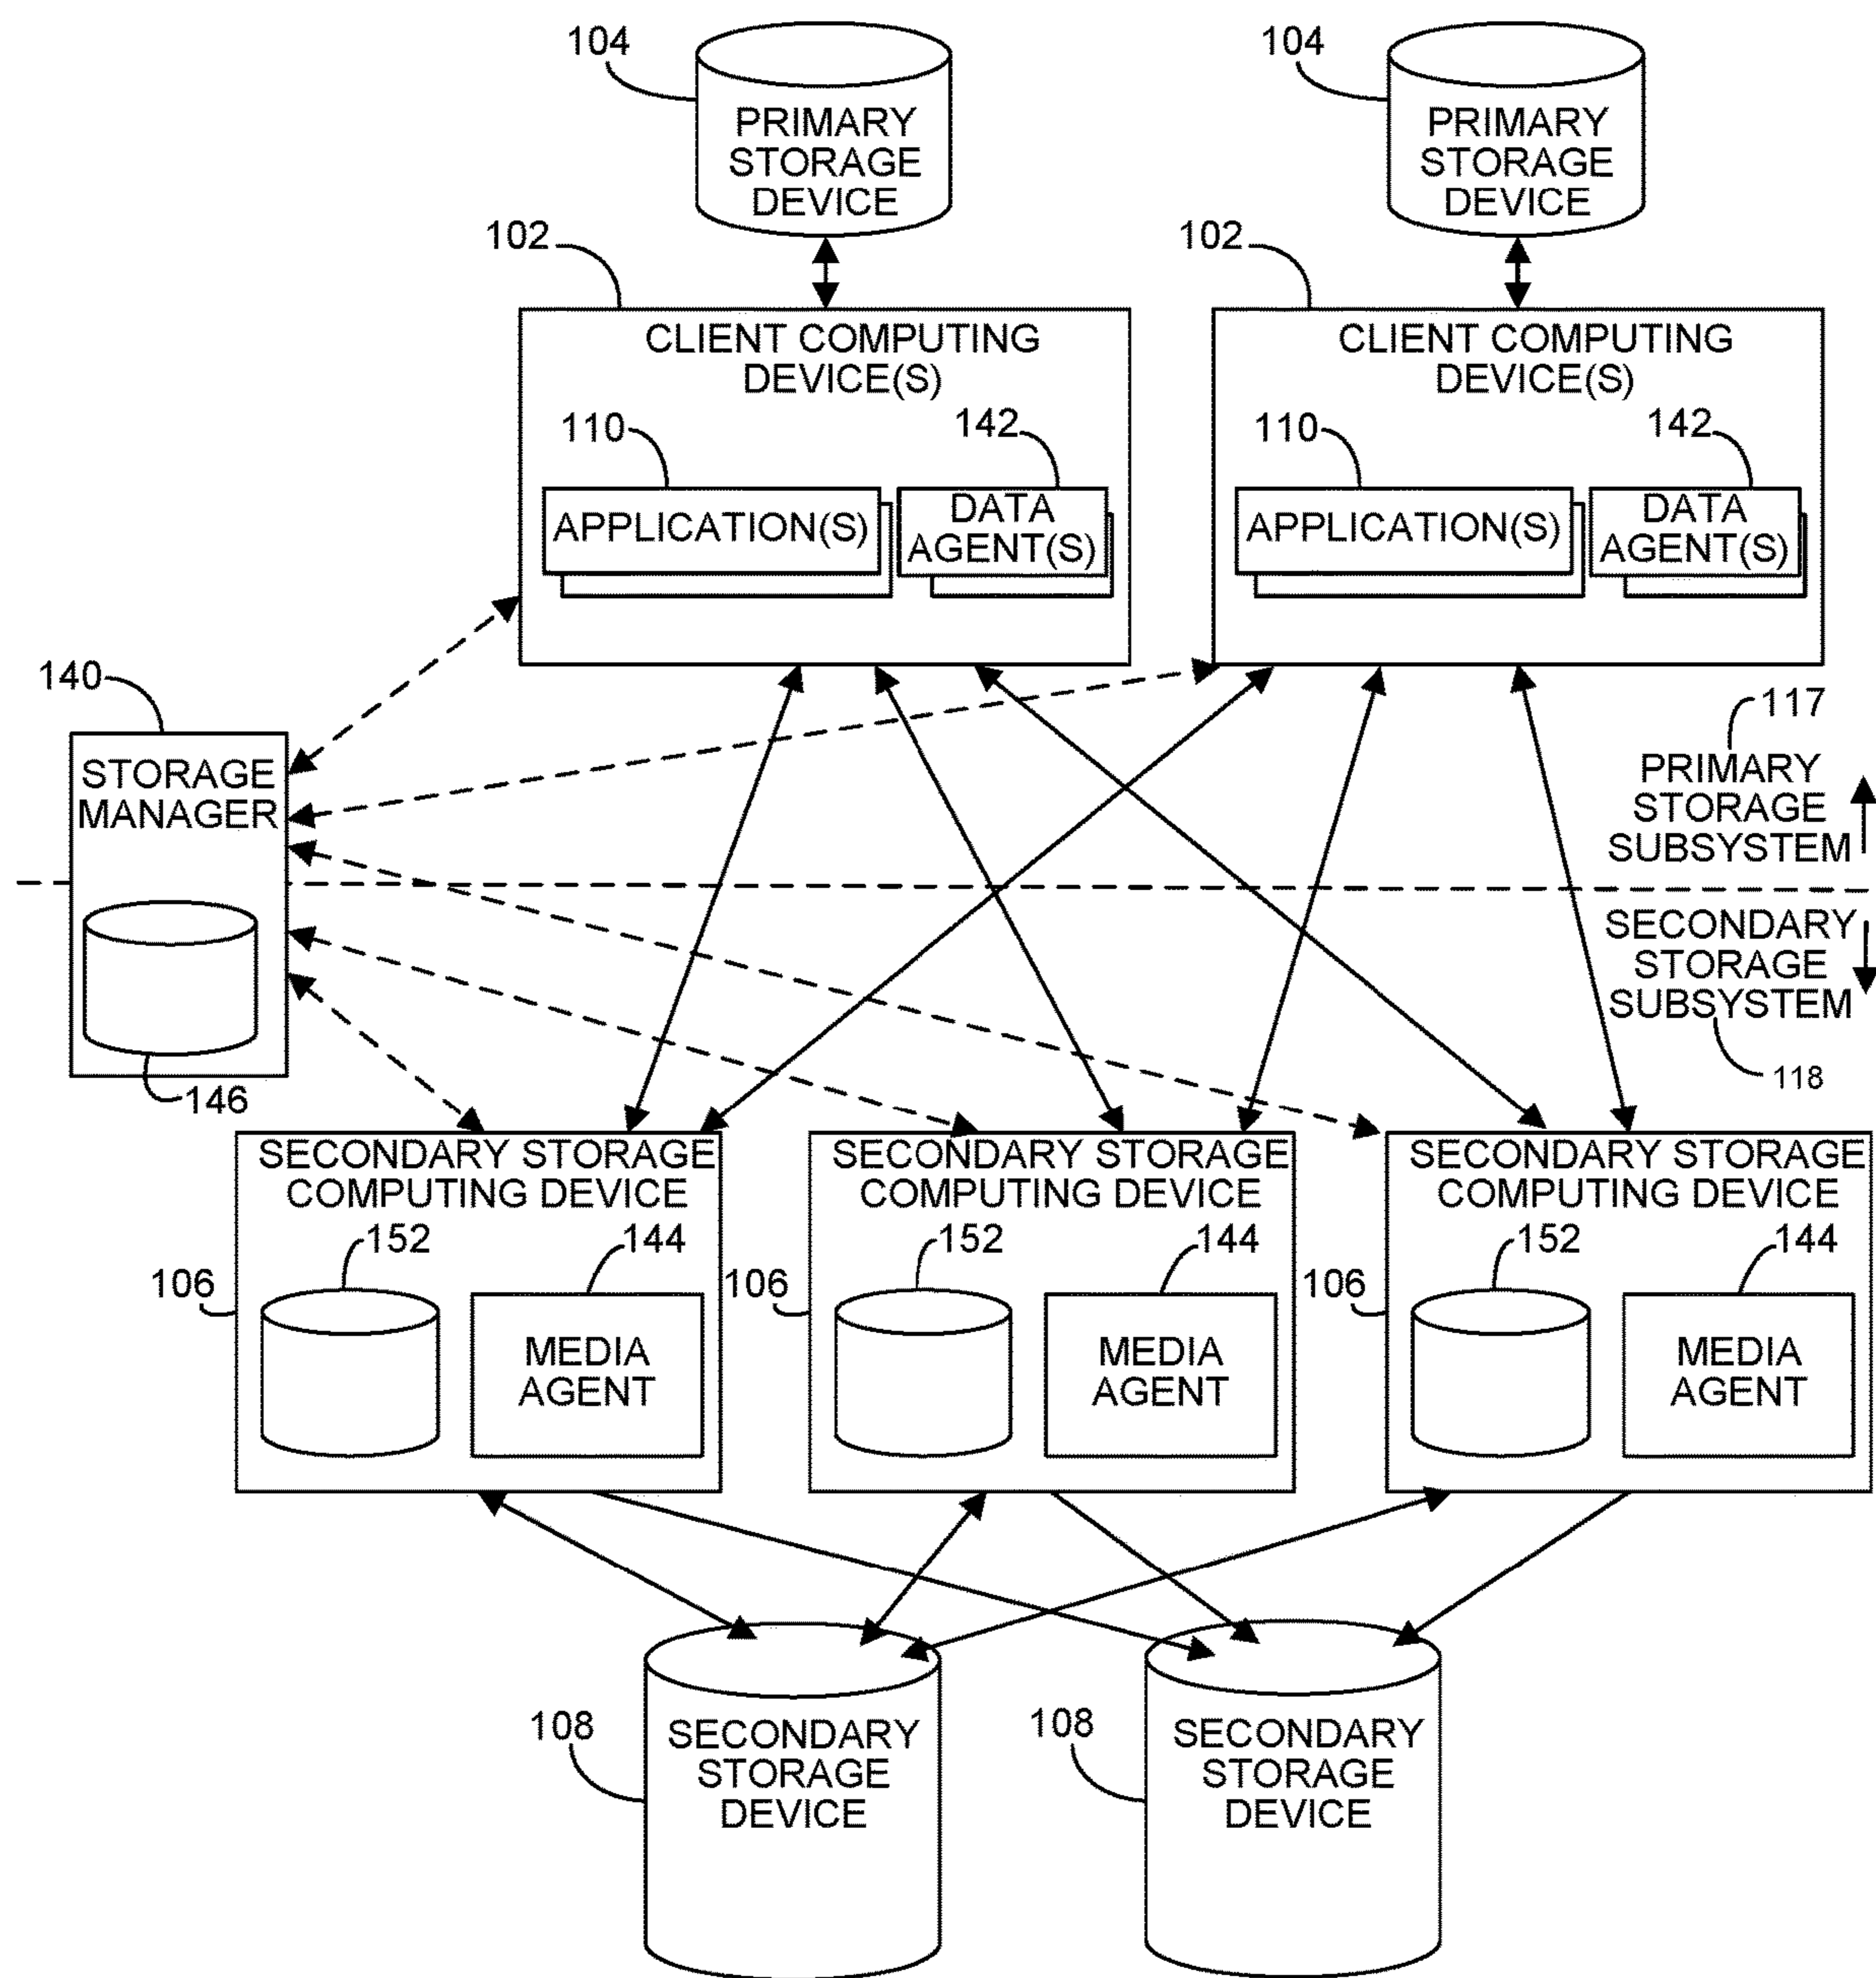 104
104
PRIMARY
STORAGE
DEVICE
PRIMARY
STORAGE
DEVICE
102
102
CLIENT COMPUTING
DEVICE(S)
CLIENT COMPUTING
DEVICE(S)
110
142
110
142
APPLICATION(S)
DATA
AGENT(S)
APPLICATION(S)
DATA
AGENT(S)
140
STORAGE
MANAGER
146
117
PRIMARY
STORAGE
SUBSYSTEM
SECONDARY
STORAGE
SUBSYSTEM
118
SECONDARY STORAGE
COMPUTING DEVICE
152
144
106
MEDIA
AGENT
SECONDARY STORAGE
COMPUTING DEVICE
152
144
106
MEDIA
AGENT
SECONDARY STORAGE
COMPUTING DEVICE
152
144
106
MEDIA
AGENT
108
SECONDARY
STORAGE
DEVICE
108
SECONDARY
STORAGE
DEVICE